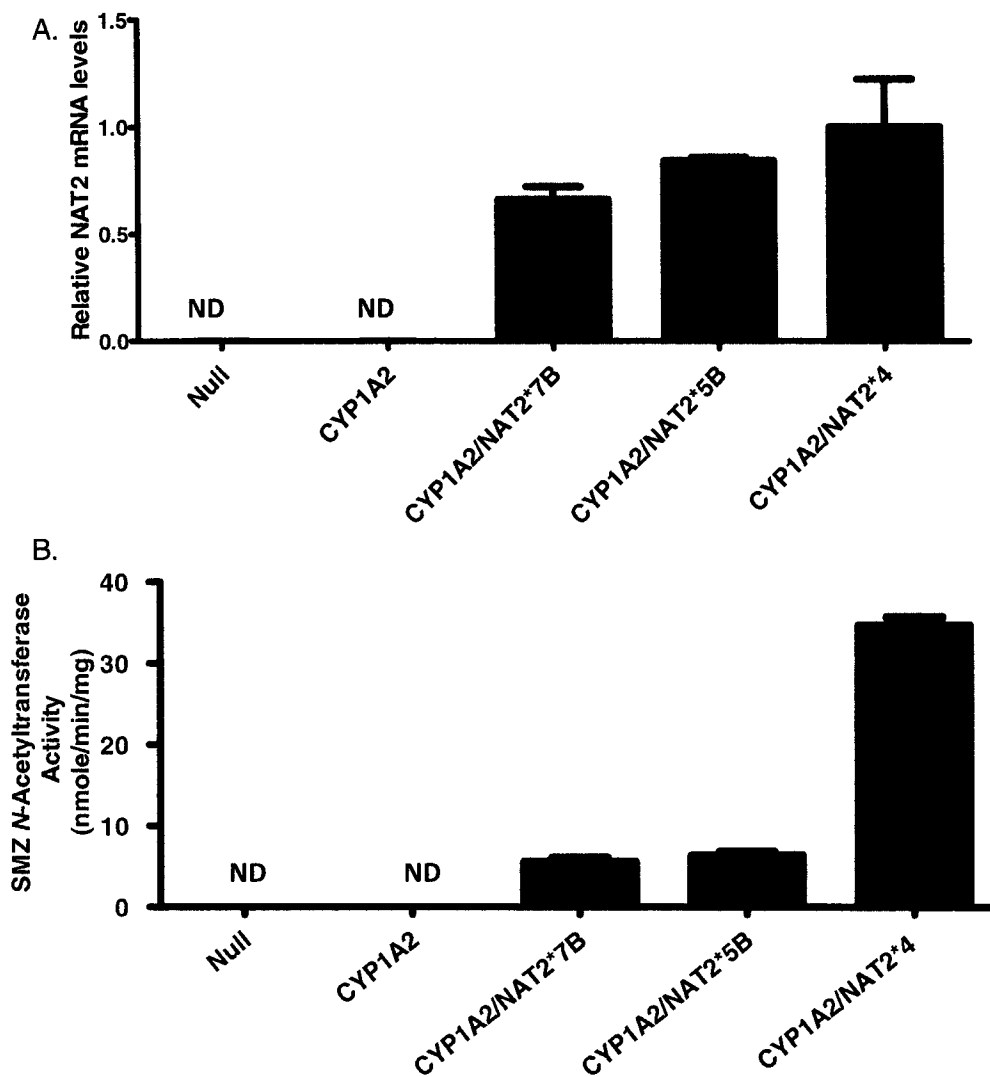 A.
Relative NAT2 mRNA levels
1.5
1.0
0.5
0.0
ND
ND
Null
CYP1A2
CYP1A2/NAT2*7B
CYP1A2/NAT2*5B
CYP1A2/NAT2*4
B.
SMZ N-Acetyltransferase
Activity
(nmole/min/mg)
40
30
20
10
0
ND
ND
Null
CYP1A2
CYP1A2/NAT2*7B
CYP1A2/NAT2*5B
CYP1A2/NAT2*4